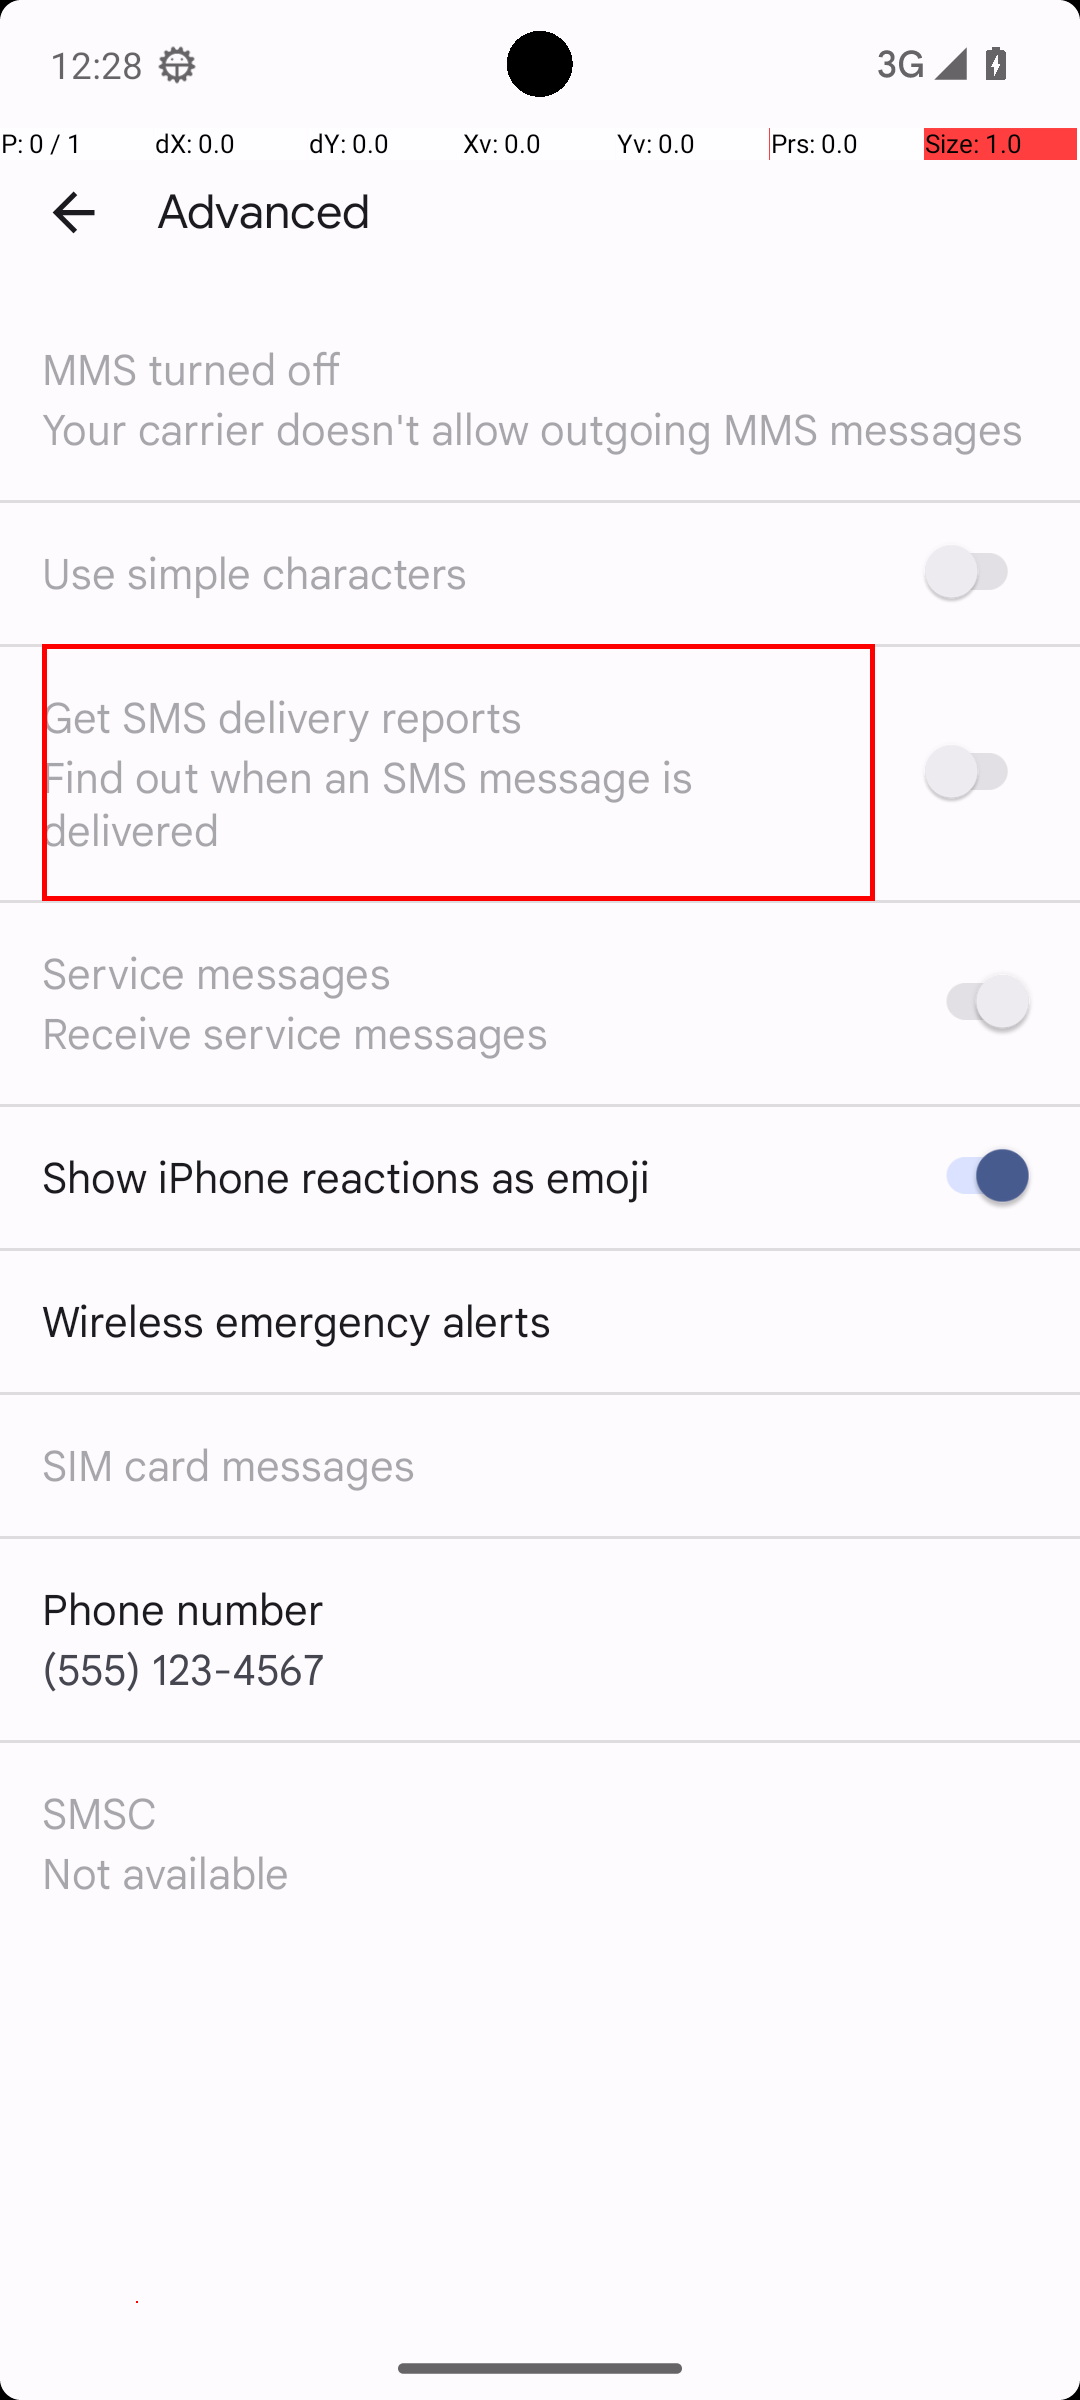 12:28
3G
P: 0 / 1 dX: 0.0 dY: 0.0 Xv: 0.0 Yv: 0.0 Prs: 0.0 Size: 1.0
Advanced
MMS turned off
Your carrier doesn't allow outgoing MMS messages
Use simple characters
Get SMS delivery reports
Find out when an SMS message is
delivered
Service messages
Receive service messages
Show iPhone reactions as emoji
Wireless emergency alerts
SIM card messages
Phone number
(555) 123-4567
SMSC
Not available